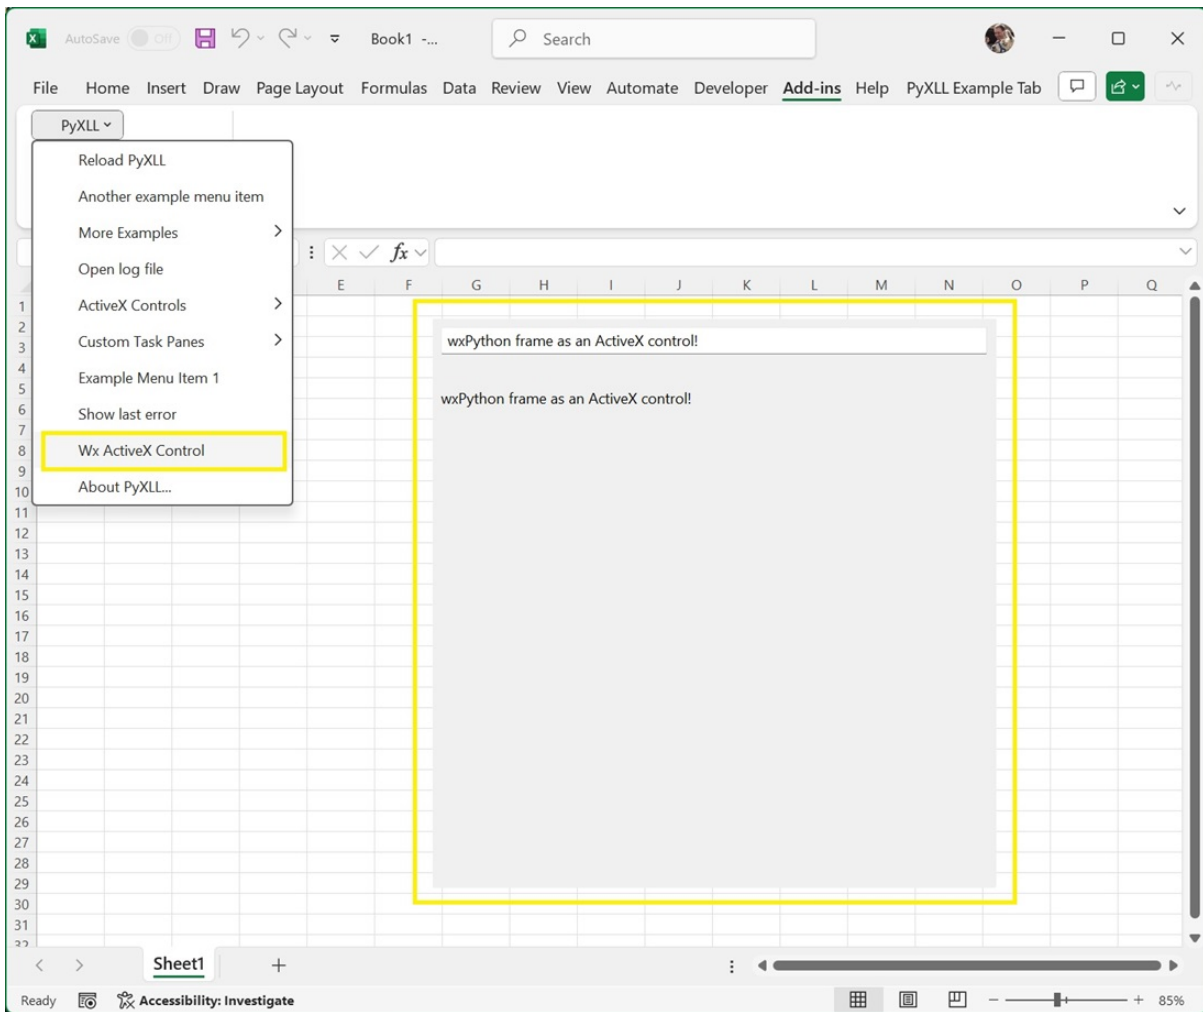 AutoSave Off Book1 -... Search
File Home Insert Draw Page Layout Formulas Data Review View Automate Developer Add-ins Help PyXLL Example Tab
PyXLL
Reload PyXLL
Another example menu item
More Examples
Open log file
ActiveX Controls
Custom Task Panes
Example Menu Item 1
Show last error
Wx ActiveX Control
About PyXLL...
fx
E F G H I J K L M N O P Q
1
2
3
4
5
6
7
8
9
10
11
12
13
14
15
16
17
18
19
20
21
22
23
24
25
26
27
28
29
30
31
32
wxPython frame as an ActiveX control!
wxPython frame as an ActiveX control!
Sheet1
Ready Accessibility: Investigate 85%